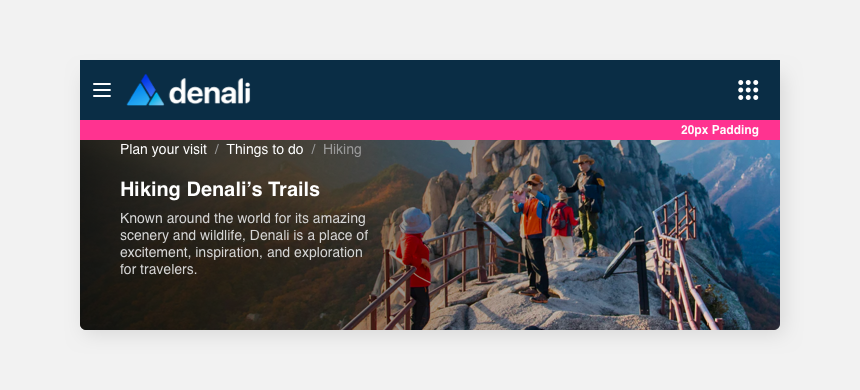 denali
20px Padding
Plan your visit / Things to do / Hiking
Hiking Denali’s Trails
Known around the world for its amazing
scenery and wildlife, Denali is a place of
excitement, inspiration, and exploration
for travelers.